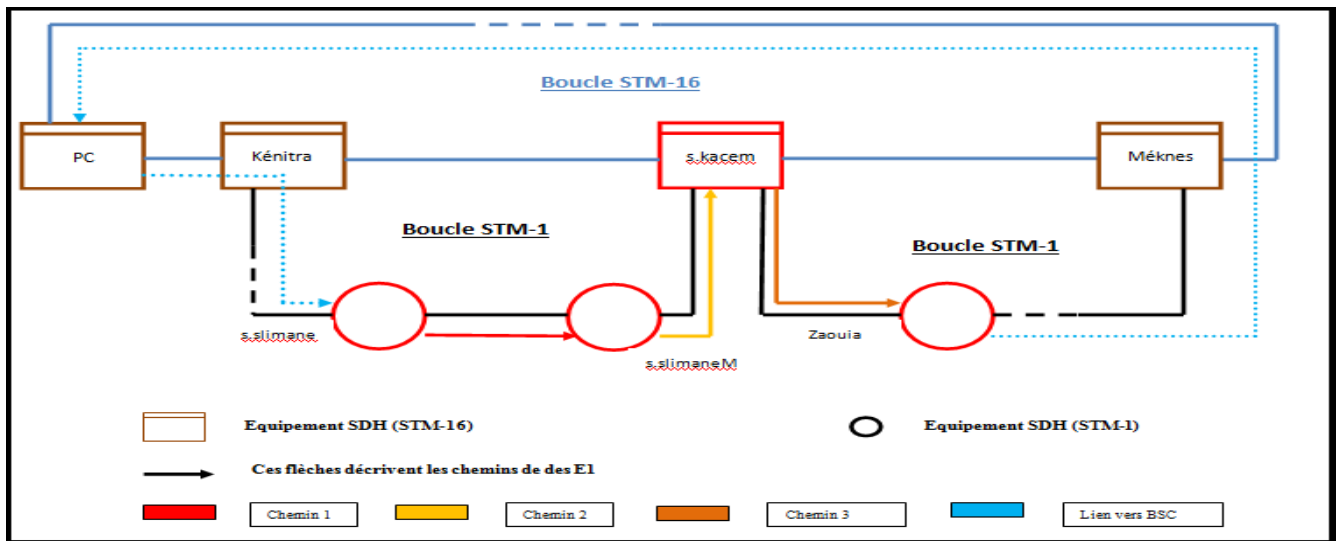 Boucle STM-16
PC
Kénitra
s.kacem
Méknes
Boucle STM-1
Boucle STM-1
s.slimane
s.slimaneM
Zaouia
Equipement SDH (STM-16)
Equipement SDH (STM-1)
Ces flèches décrivent les chemins de des E1
Chemin 1
Chemin 2
Chemin 3
Lien vers BSC